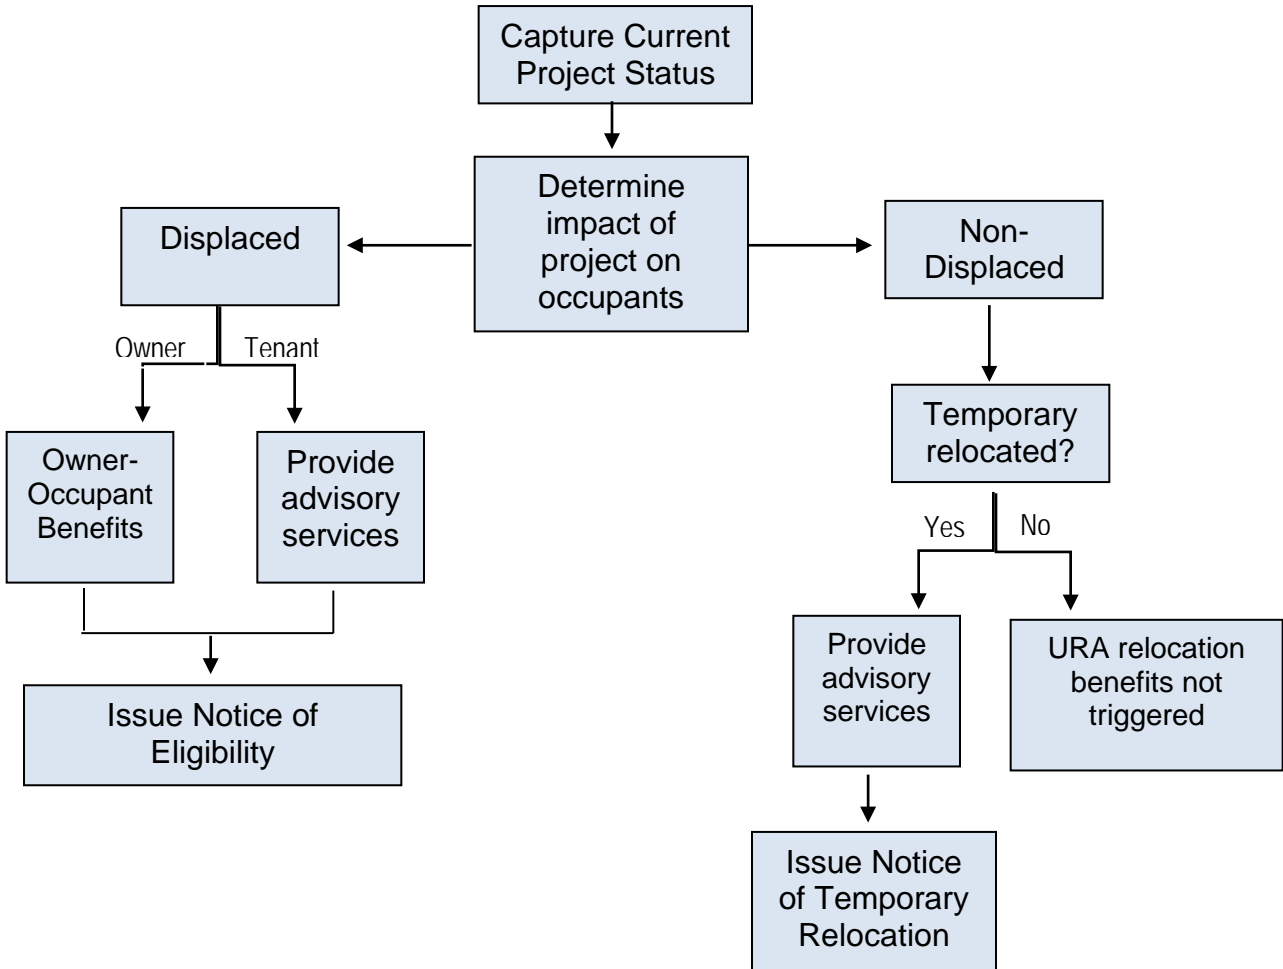 Capture Current
Project Status
Determine
impact of
project on
occupants
Displaced
Non-
Displaced
Owner
Tenant
Temporary
relocated?
Owner-
Occupant
Benefits
Provide
advisory
services
Yes
No
Issue Notice of
Eligibility
Provide
advisory
services
URA relocation
benefits not
triggered
Issue Notice
of Temporary
Relocation